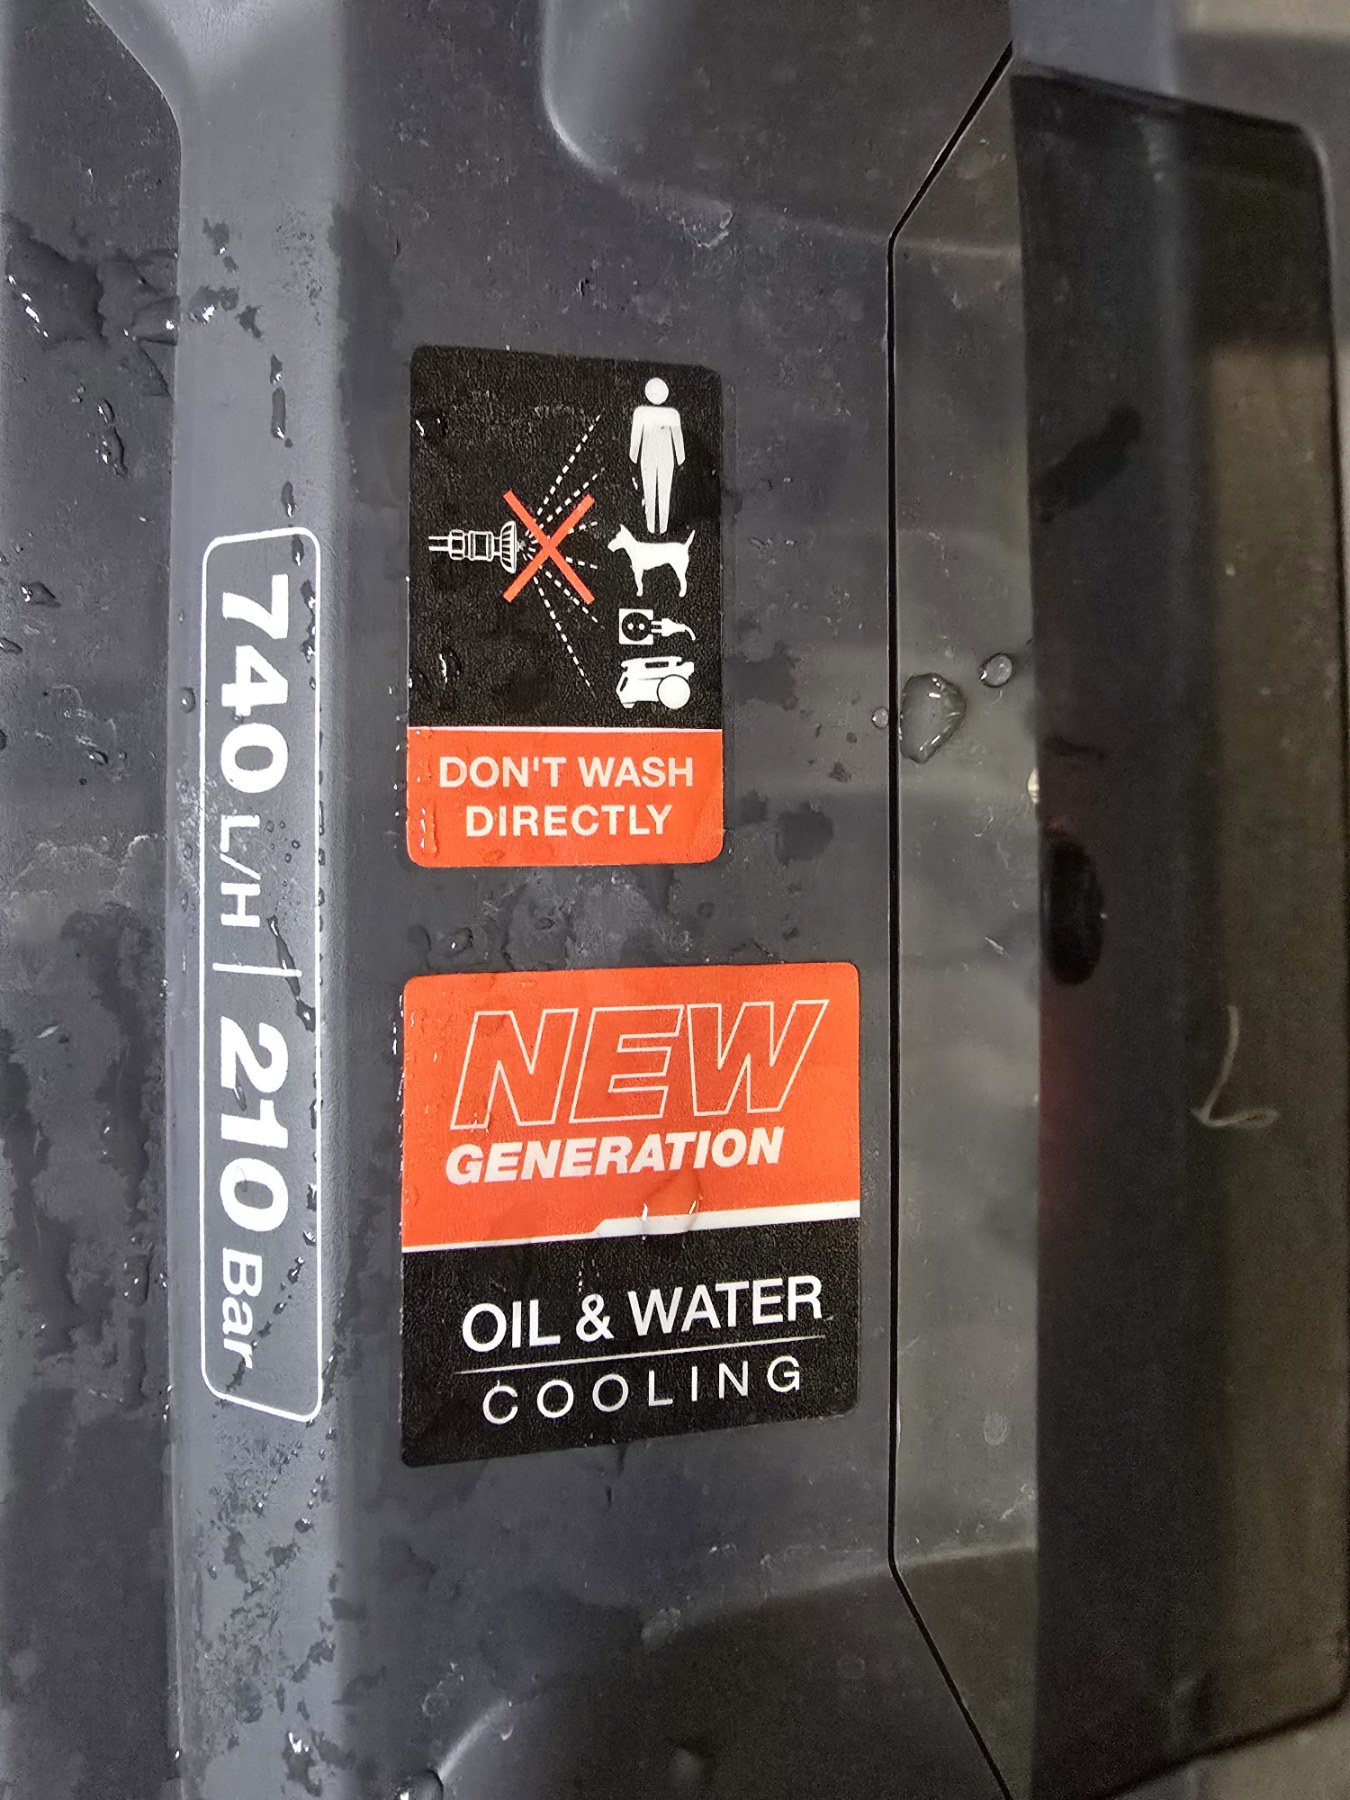 740 L/H | 210 Bar
DON'T WASH
DIRECTLY
NEW
GENERATION
OIL & WATER
COOLING